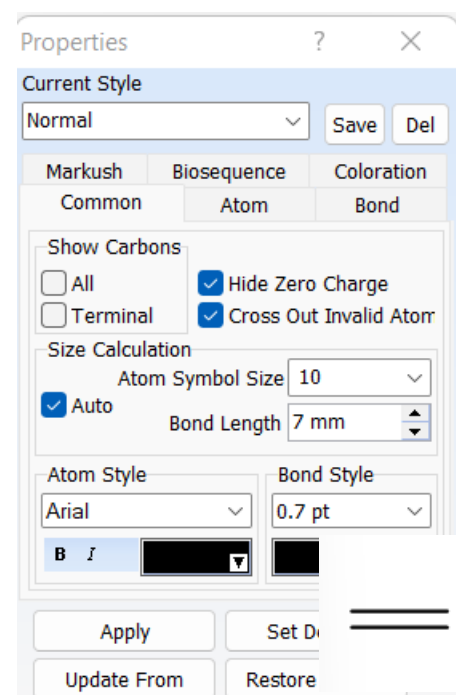 Properties ?
Current Style
Normal Save Del
Markush Biosequence Coloration
Common Atom Bond
Show Carbons
All Hide Zero Charge
Terminal Cross Out Invalid Atom
Size Calculation
Atom Symbol Size 10
Auto
Bond Length 7 mm
Atom Style Bond Style
Arial 0.7 pt
B I
Apply Set
Update From Restore